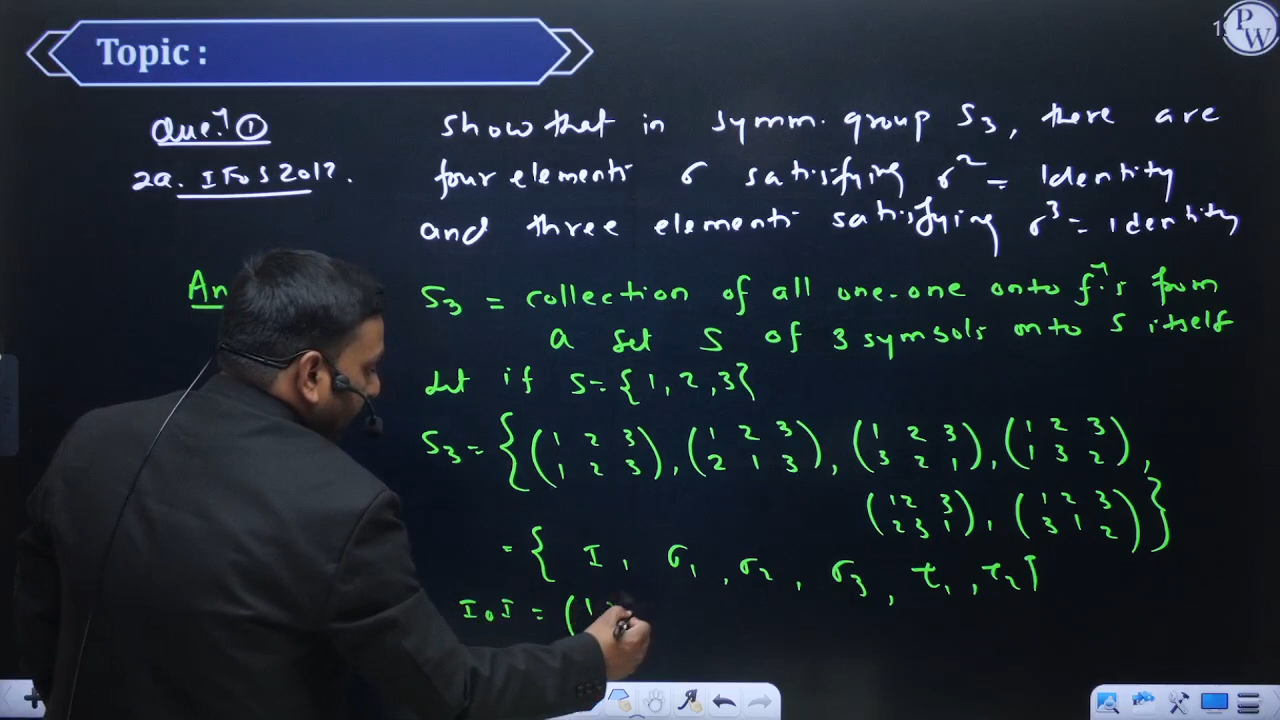 Topic :
PW
Que.ⁿ ①
2a. IFoS 2017.
show that in symm. group S₃, there are
four elements σ satisfying σ² = Identity
and three elements satisfying σ³ = identity
S₃ = collection of all one-one onto fⁿs from
a set S of 3 symbols onto S itself
Let if S = {1, 2, 3}
S₃ = { (1 2 3 / 1 2 3), (1 2 3 / 2 1 3), (1 2 3 / 3 2 1), (1 2 3 / 1 3 2),
(1 2 3 / 2 3 1), (1 2 3 / 3 1 2) }
= { I, σ₁, σ₂, σ₃, τ₁, τ₂ }
I o I = ( 1